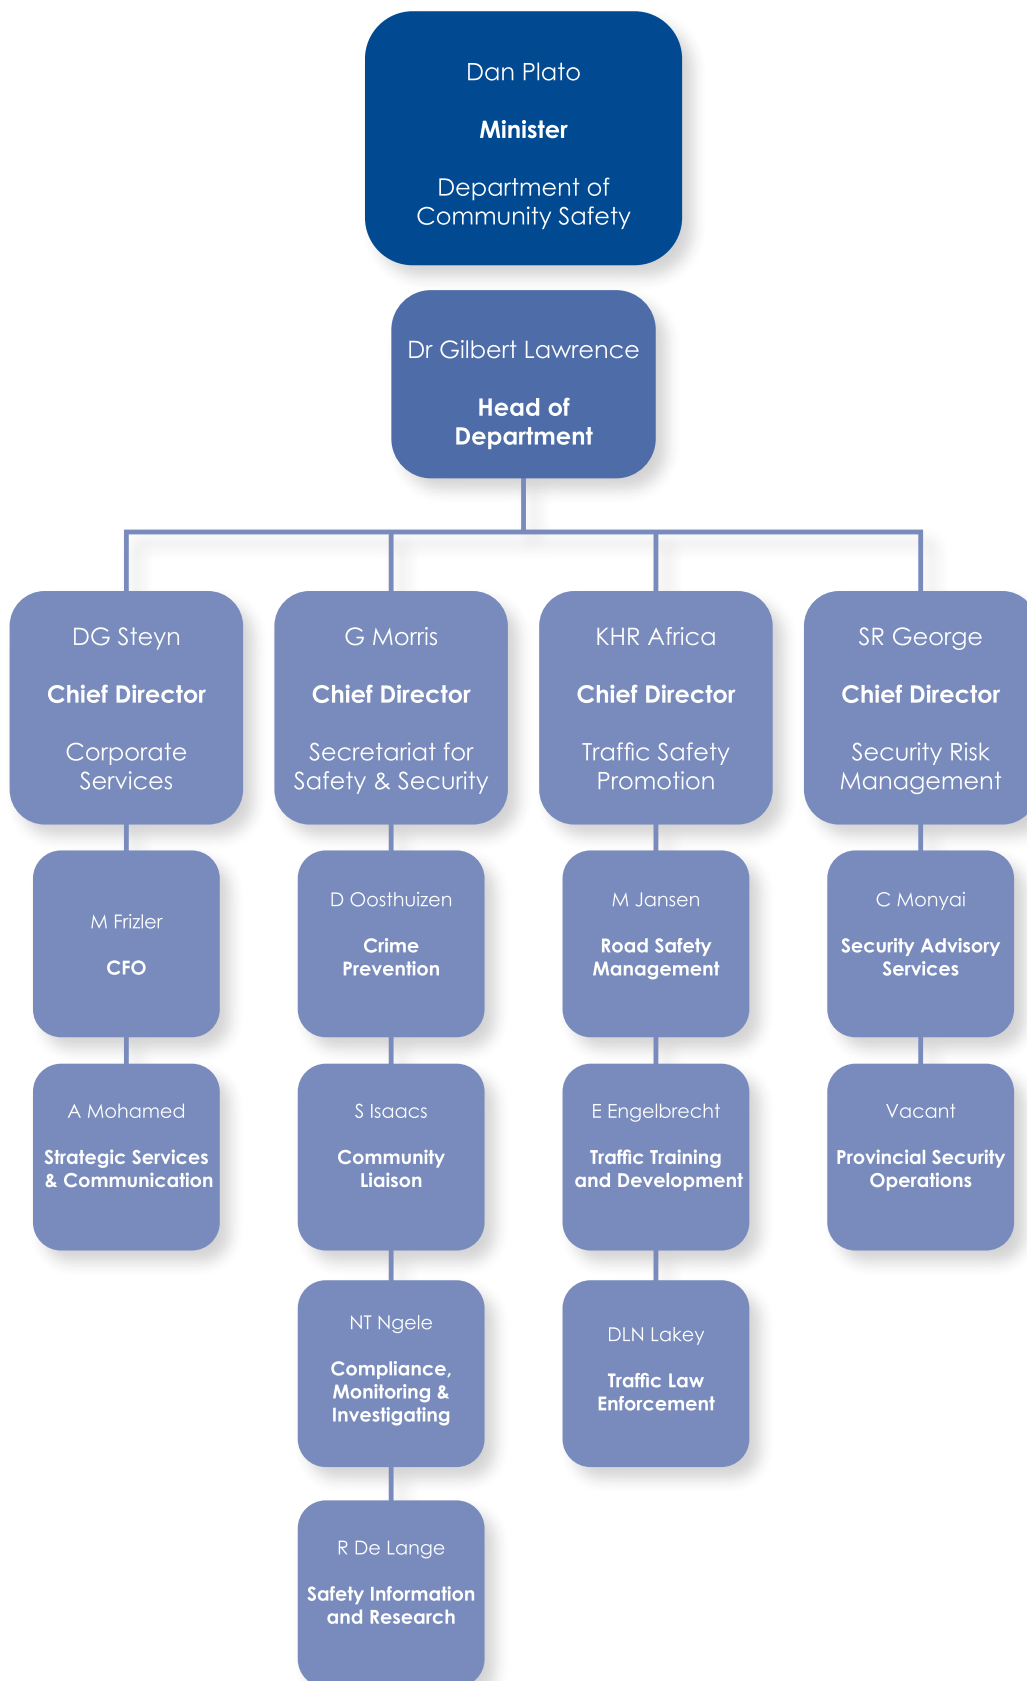 Dan Plato
Minister
Department of
Community Safety
Dr Gilbert Lawrence
Head of
Department
DG Steyn
Chief Director
Corporate
Services
G Morris
Chief Director
Secretariat for
Safety & Security
KHR Africa
Chief Director
Traffic Safety
Promotion
SR George
Chief Director
Security Risk
Management
M Frizler
CFO
D Oosthuizen
Crime
Prevention
M Jansen
Road Safety
Management
C Monyai
Security Advisory
Services
A Mohamed
Strategic Services
& Communication
S Isaacs
Community
Liaison
E Engelbrecht
Traffic Training
and Development
Vacant
Provincial Security
Operations
NT Ngele
Compliance,
Monitoring &
Investigating
DLN Lakey
Traffic Law
Enforcement
R De Lange
Safety Information
and Research